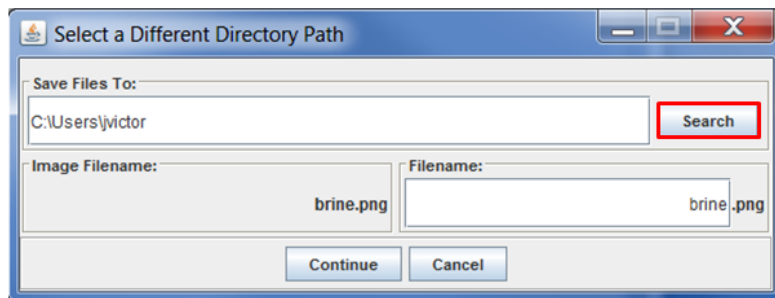 Select a Different Directory Path
Save Files To:
C:\Users\jvictor
Search
Image Filename:
Filename:
brine.png
brine .png
Continue
Cancel